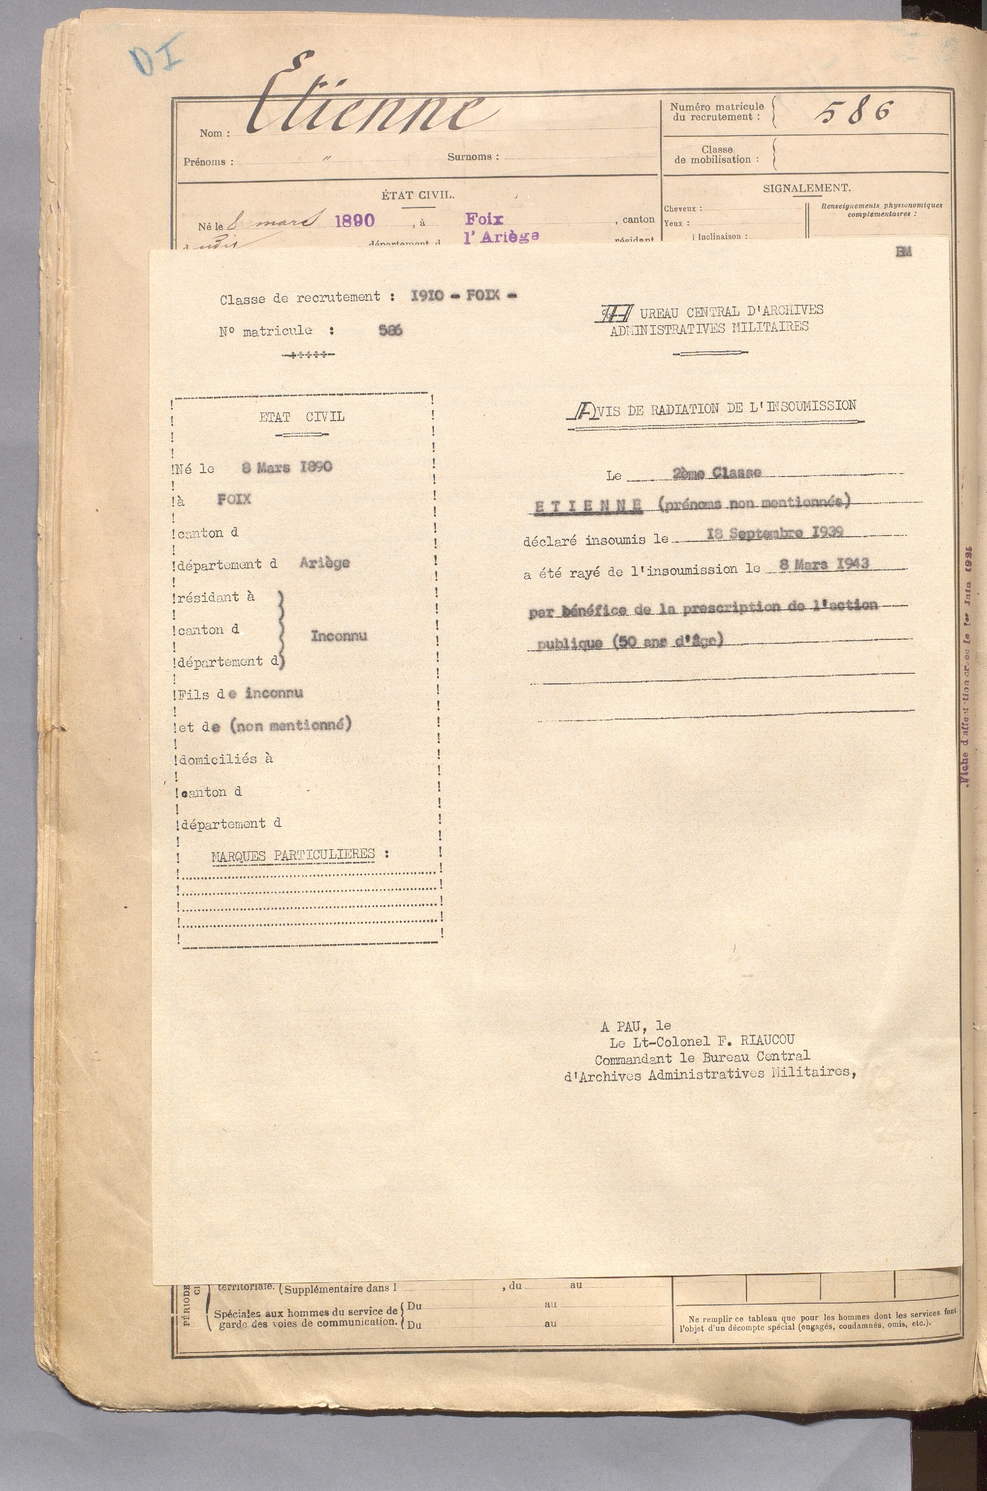 DI
Etienne
Nom :
Prénoms : " Surnoms :
Numéro matricule
du recrutement : 586
Classe
de mobilisation :
ÉTAT CIVIL.
Né le 8 mars 1890, à Foix, canton
département d l'Ariège résidant
SIGNALEMENT.
Cheveux :
Yeux :
Inclinaison :
Renseignements physionomiques
complémentaires :
BM
Classe de recrutement : 1910 - FOIX -
N° matricule : 586
BUREAU CENTRAL D'ARCHIVES
ADMINISTRATIVES MILITAIRES
ETAT CIVIL
Né le 8 Mars 1890
à FOIX
canton d
département d Ariège
résidant à
canton d Inconnu
département d
Fils de inconnu
et de (non mentionné)
domiciliés à
canton d
département d
MARQUES PARTICULIERES :
AVIS DE RADIATION DE L'INSOUMISSION
Le 2ème Classe
ETIENNE (prénoms non mentionnés)
déclaré insoumis le 18 Septembre 1939
a été rayé de l'insoumission le 8 Mars 1943
par bénéfice de la prescription de l'action
publique (50 ans d'âge)
A PAU, le
Le Lt-Colonel F. RIAUCOU
Commandant le Bureau Central
d'Archives Administratives Militaires,
territoriale. (Supplémentaire dans l , du au
Spéciales aux hommes du service de
garde des voies de communication.
Du au
Du au
PÉRIODE
Ne remplir ce tableau que pour les hommes dont les services font
l'objet d'un décompte spécial (engagés, condamnés, omis, etc.).